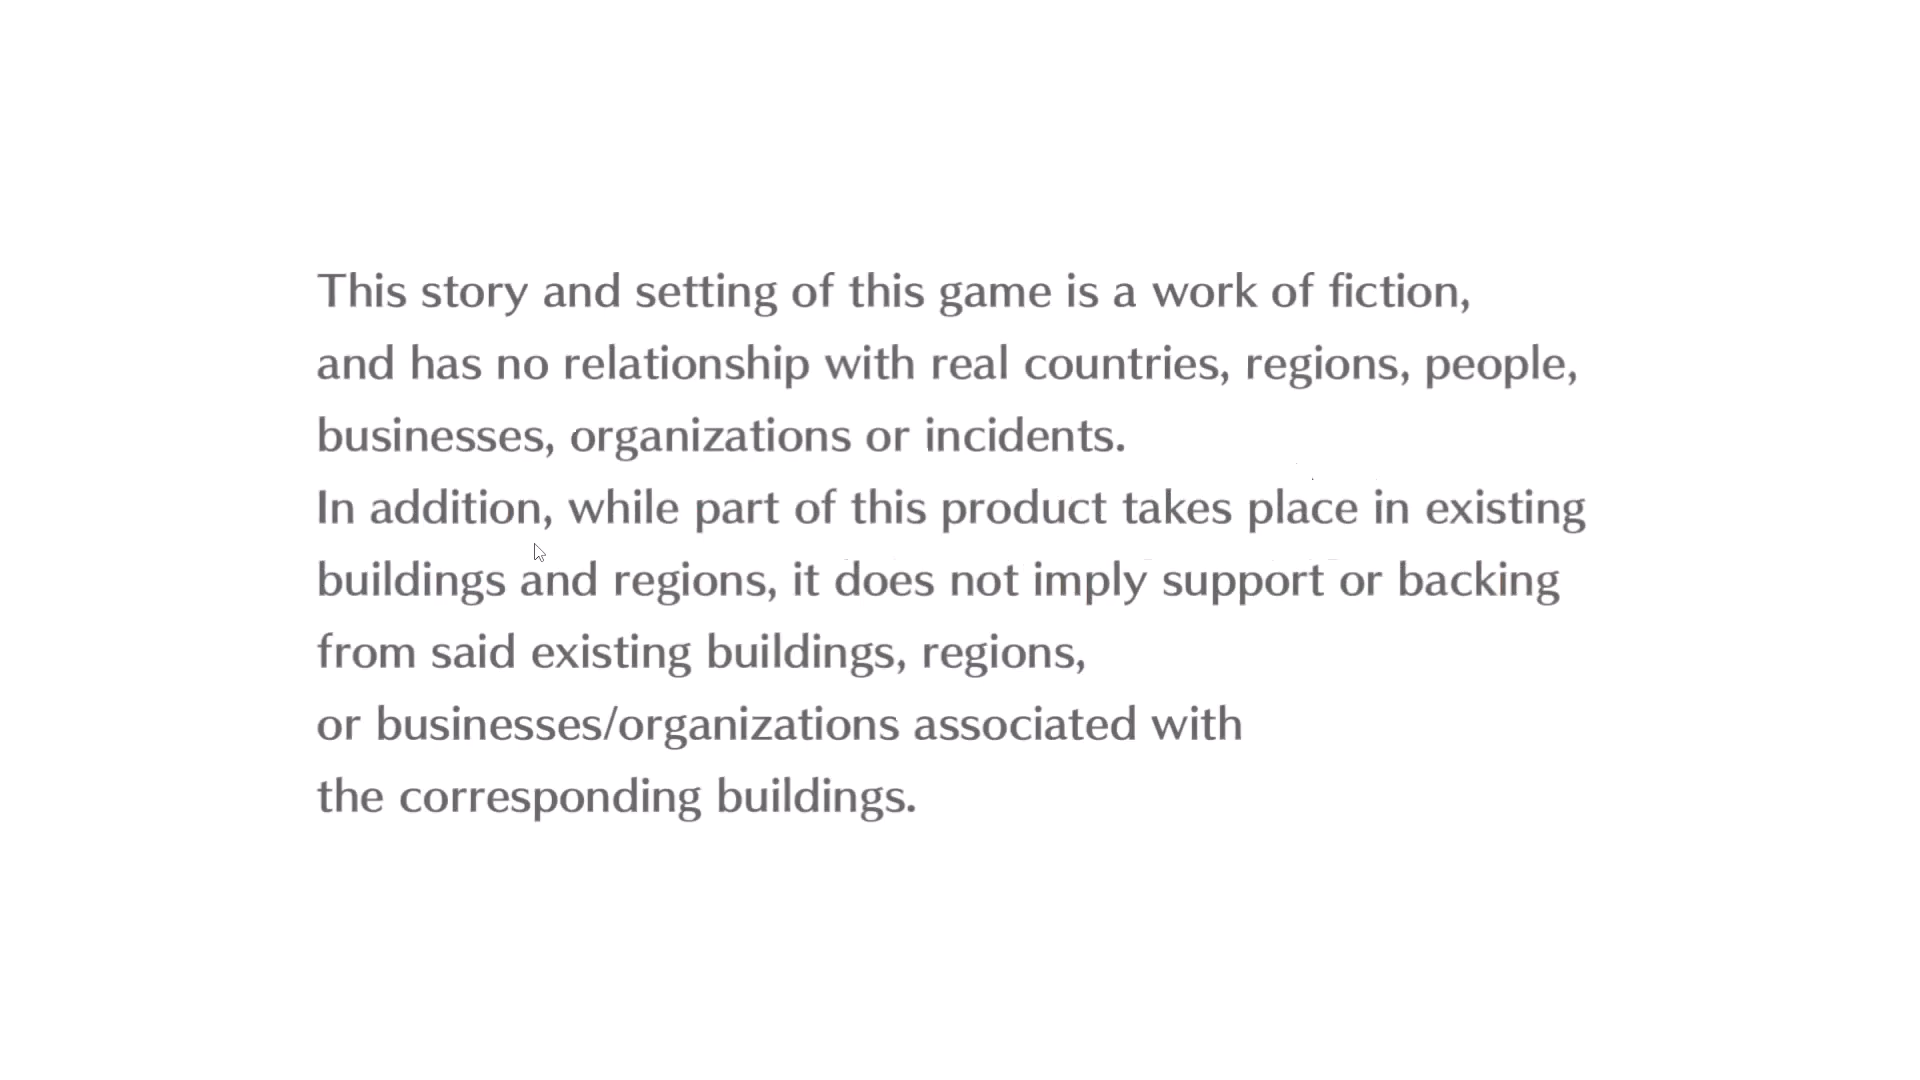 This story and setting of this game is a work of fiction,
and has no relationship with real countries, regions, people,
businesses, organizations or incidents.
In addition, while part of this product takes place in existing
buildings and regions, it does not imply support or backing
from said existing buildings, regions,
or businesses/organizations associated with
the corresponding buildings.